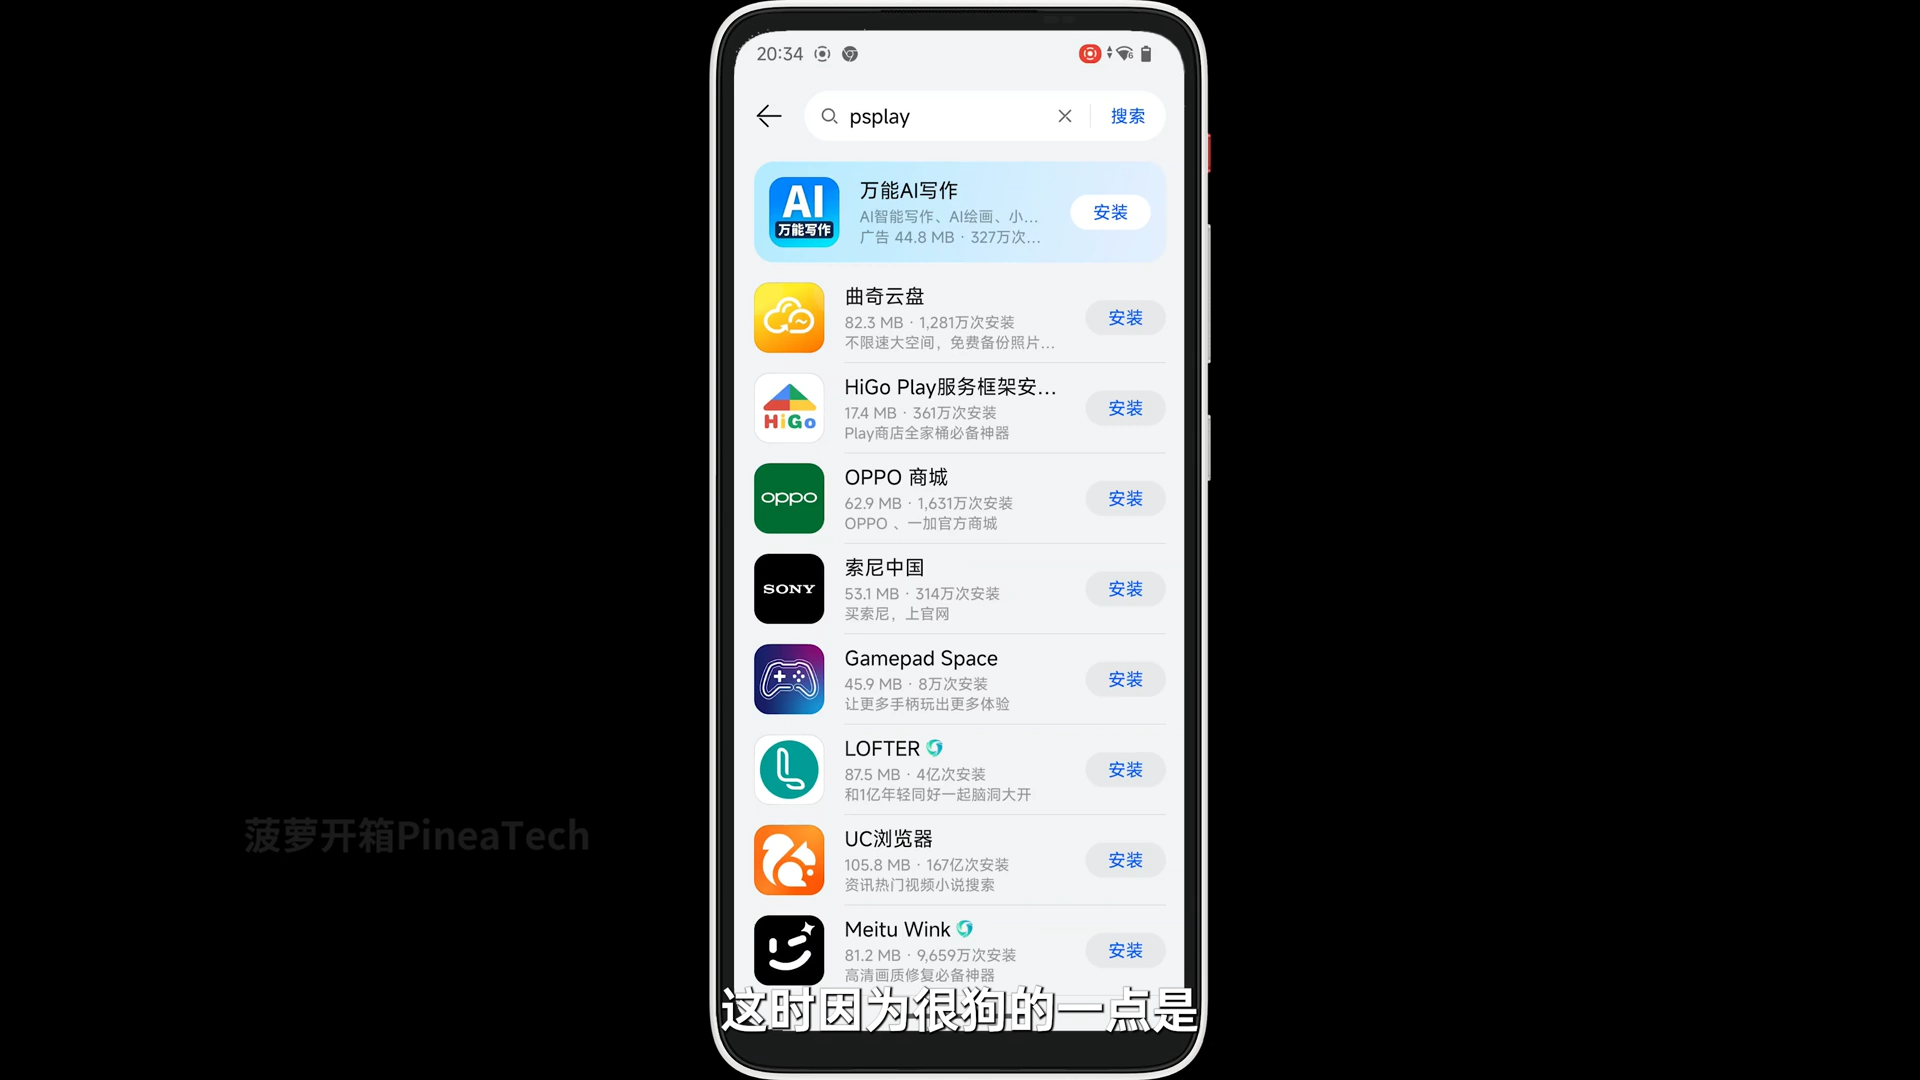 20:34
psplay
搜索
AI
万能写作
万能AI写作
AI智能写作、AI绘画、小...
广告 44.8 MB · 327万次...
安装
曲奇云盘
82.3 MB · 1,281万次安装
不限速大空间，免费备份照片...
安装
HiGo
HiGo Play服务框架安...
17.4 MB · 361万次安装
Play商店全家桶必备神器
安装
oppo
OPPO 商城
62.9 MB · 1,631万次安装
OPPO 、一加官方商城
安装
SONY
索尼中国
53.1 MB · 314万次安装
买索尼，上官网
安装
Gamepad Space
45.9 MB · 8万次安装
让更多手柄玩出更多体验
安装
LOFTER
87.5 MB · 4亿次安装
和1亿年轻同好一起脑洞大开
安装
UC浏览器
105.8 MB · 167亿次安装
资讯热门视频小说搜索
安装
Meitu Wink
81.2 MB · 9,659万次安装
高清画质修复必备神器
安装
菠萝开箱PineaTech
这时因为很狗的一点是